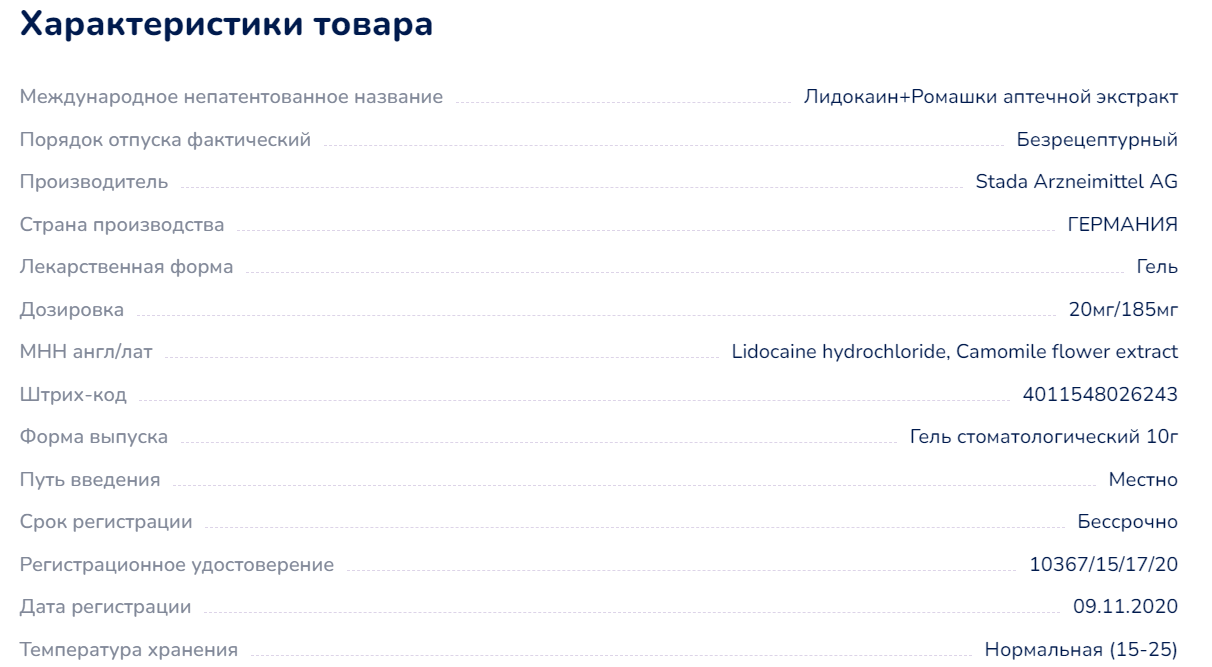 Характеристики товара
Международное непатентованное название Лидокаин+Ромашки аптечной экстракт
Порядок отпуска фактический Безрецептурный
Производитель Stada Arzneimittel AG
Страна производства ГЕРМАНИЯ
Лекарственная форма Гель
Дозировка 20мг/185мг
МНН англ/лат Lidocaine hydrochloride, Camomile flower extract
Штрих-код 4011548026243
Форма выпуска Гель стоматологический 10г
Путь введения Местно
Срок регистрации Бессрочно
Регистрационное удостоверение 10367/15/17/20
Дата регистрации 09.11.2020
Температура хранения Нормальная (15-25)